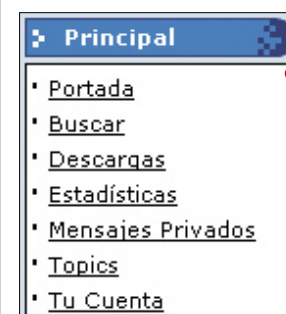 Principal
Portada
Buscar
Descargas
Estadísticas
Mensajes Privados
Topics
Tu Cuenta